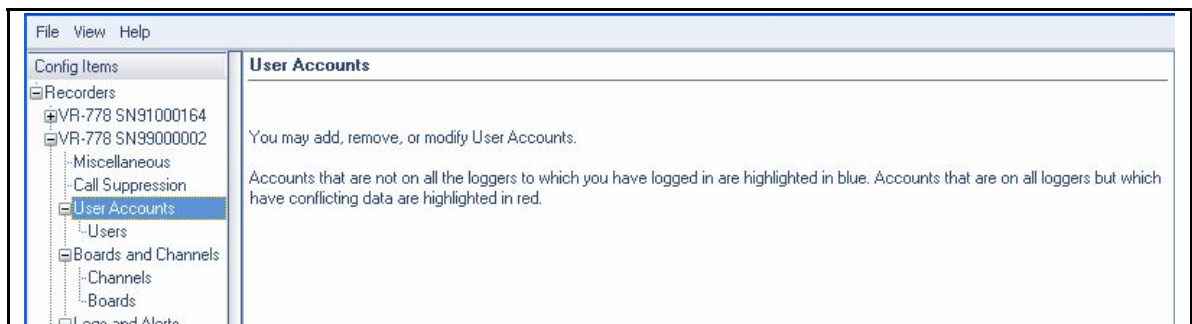 File View Help
Config Items
Recorders
VR-778 SN91000164
VR-778 SN99000002
Miscellaneous
Call Suppression
User Accounts
Users
Boards and Channels
Channels
Boards
Logs and Alerts
User Accounts
You may add, remove, or modify User Accounts.
Accounts that are not on all the loggers to which you have logged in are highlighted in blue. Accounts that are on all loggers but which
have conflicting data are highlighted in red.